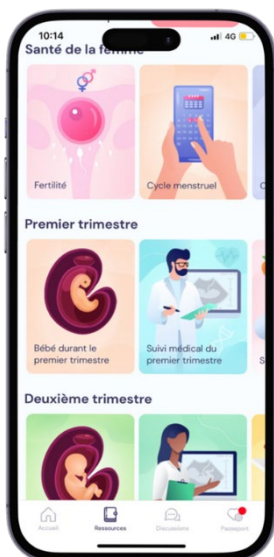 10:14
4G
Santé de la femme
Fertilité
Cycle menstruel
Premier trimestre
Bébé durant le
premier trimestre
Suivi médical du
premier trimestre
Deuxième trimestre
Accueil
Ressources
Discussions
Passeport